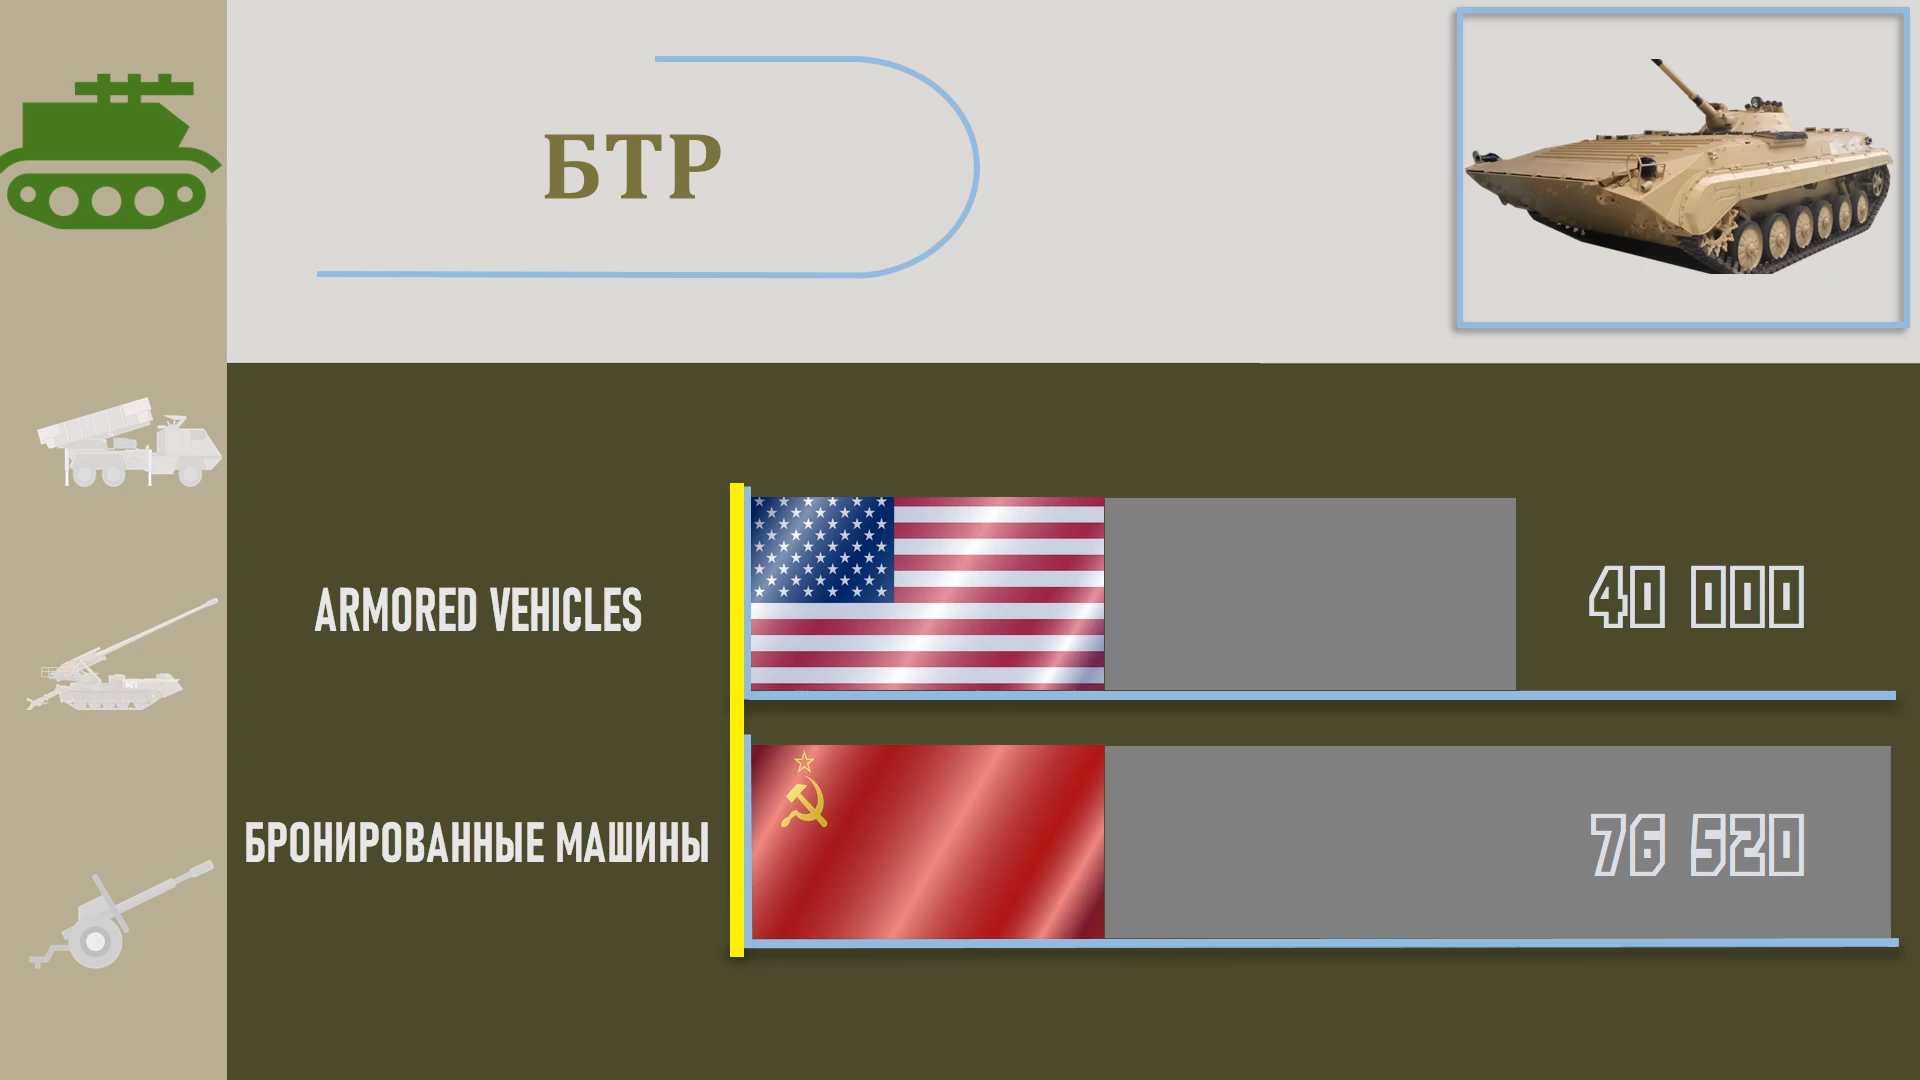 БТР
ARMORED VEHICLES
40 000
БРОНИРОВАННЫЕ МАШИНЫ
76 520